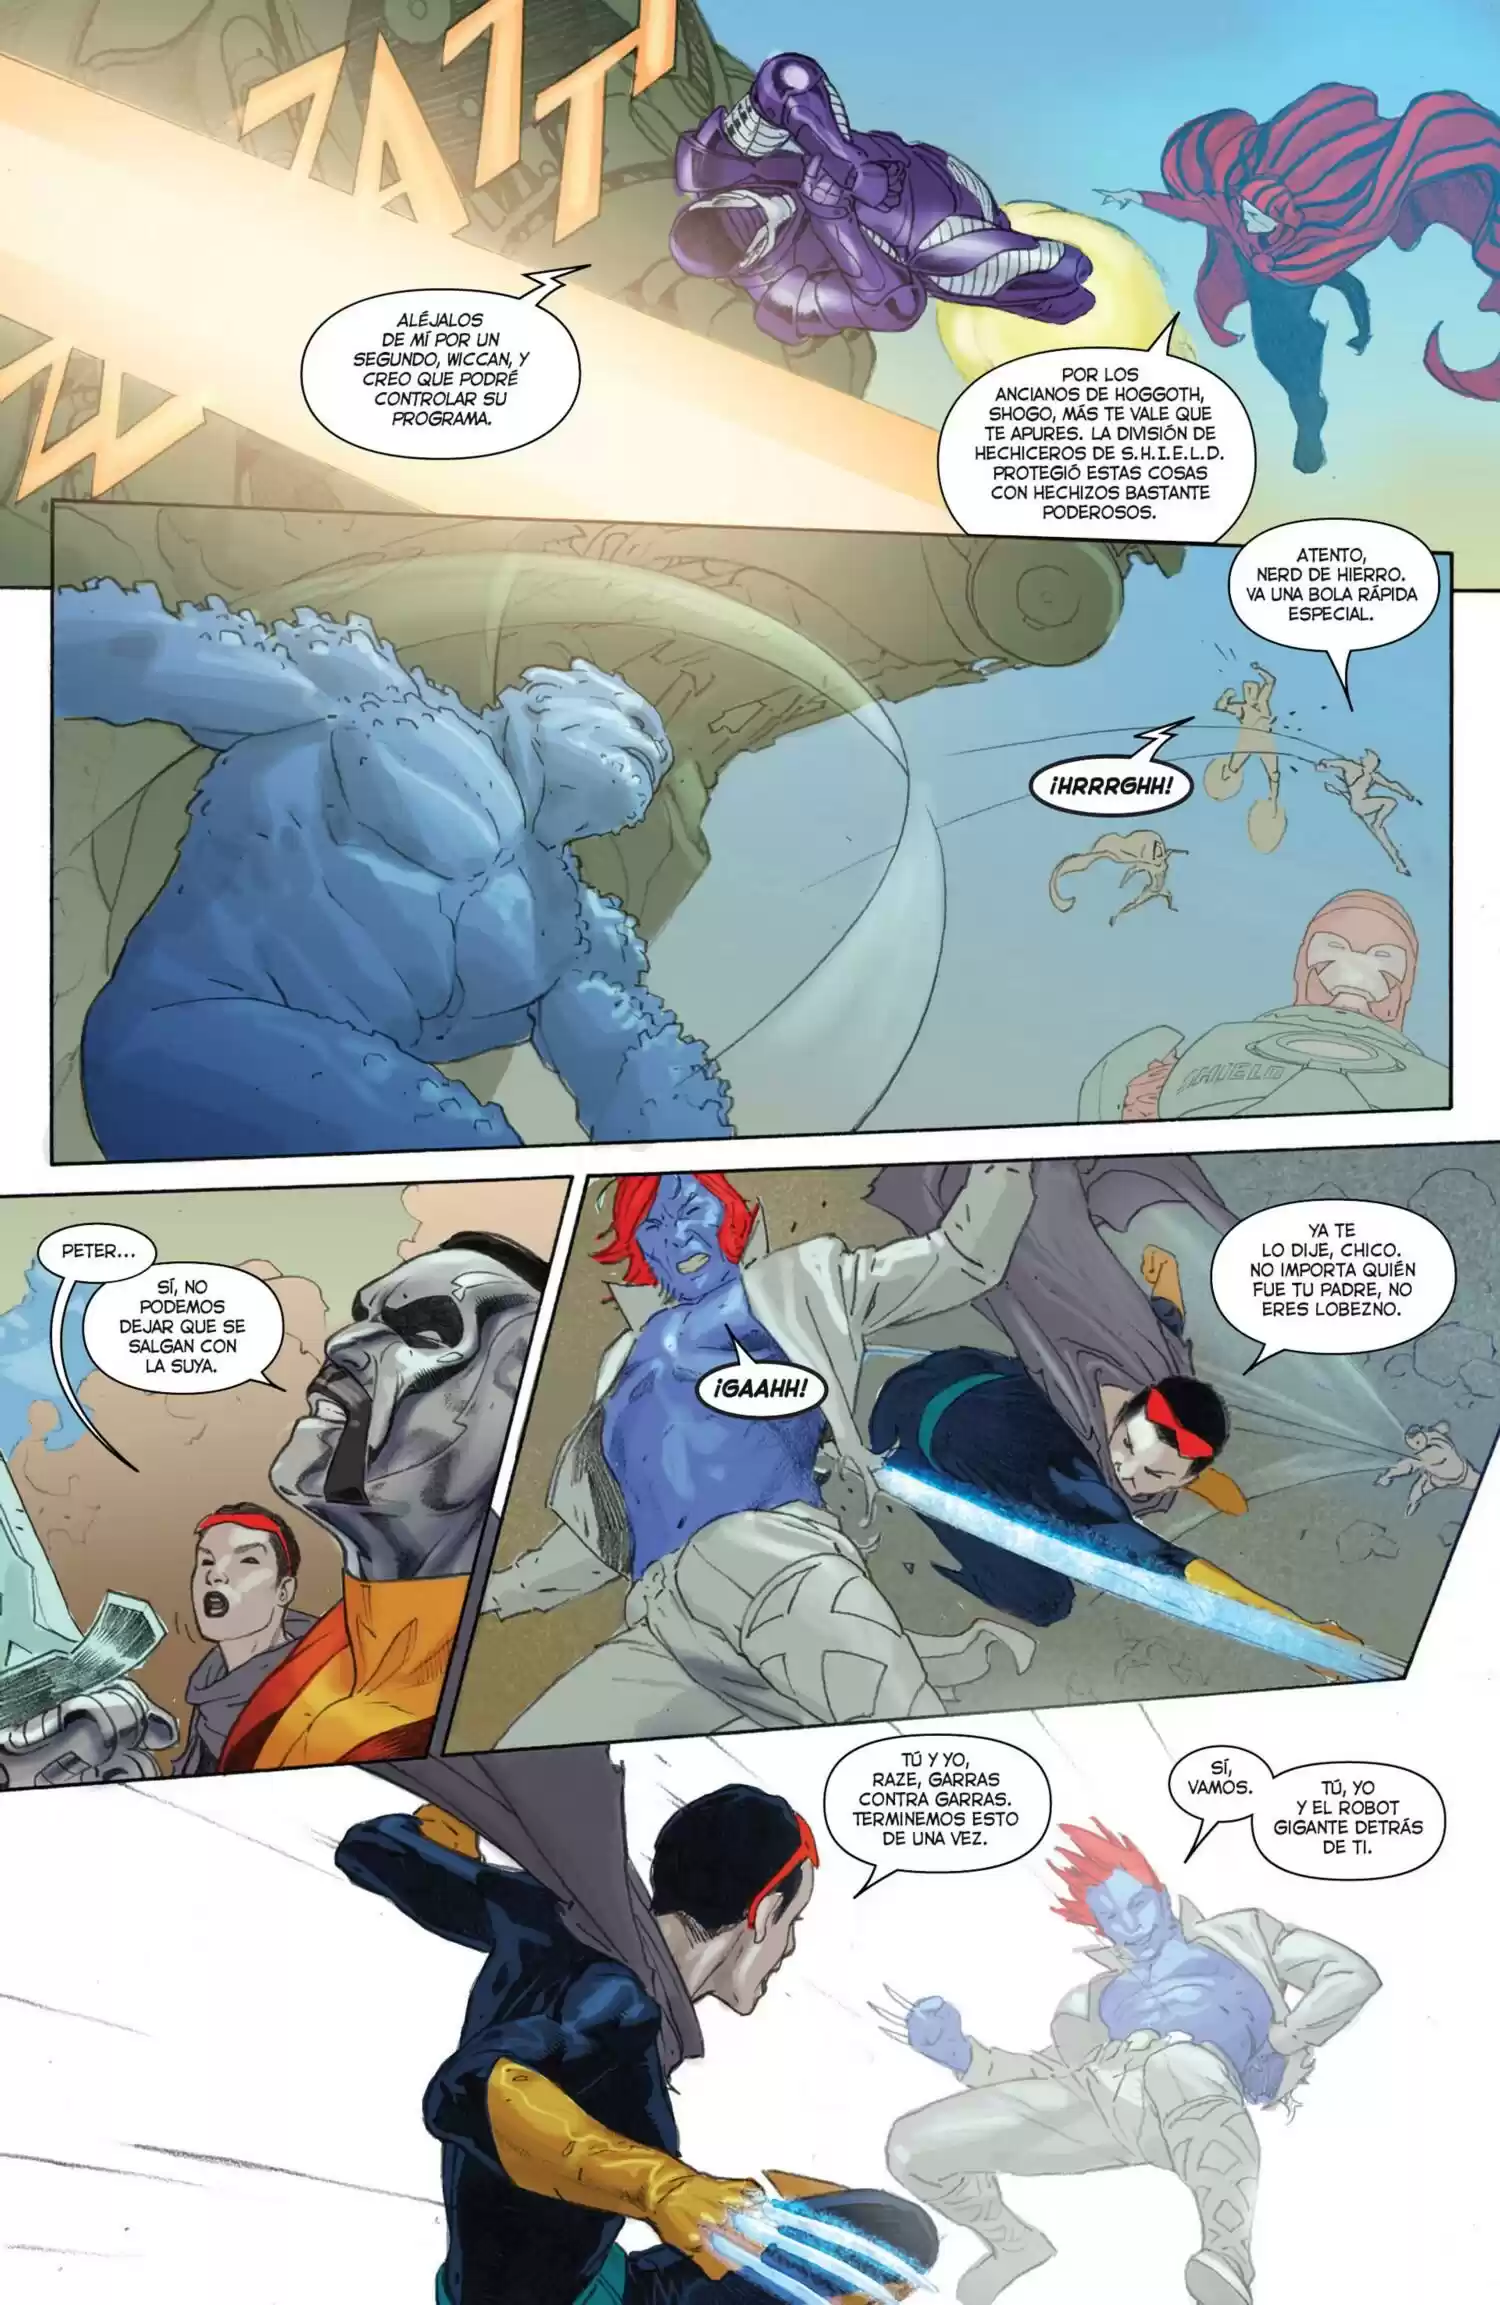 ZZATTT
ALÉJALOS
DE MÍ POR UN
SEGUNDO, WICCAN, Y
CREO QUE PODRÉ
CONTROLAR SU
PROGRAMA.
POR LOS
ANCIANOS DE HOGGOTH,
SHOGO, MÁS TE VALE QUE
TE APURES. LA DIVISIÓN DE
HECHICEROS DE S.H.I.E.L.D.
PROTEGIÓ ESTAS COSAS
CON HECHIZOS BASTANTE
PODEROSOS.
ATENTO,
NERD DE HIERRO.
VA UNA BOLA RÁPIDA
ESPECIAL.
¡HRRRGHH!
SHIELD
PETER...
SÍ, NO
PODEMOS
DEJAR QUE SE
SALGAN CON
LA SUYA.
YA TE
LO DIJE, CHICO.
NO IMPORTA QUIÉN
FUE TU PADRE, NO
ERES LOBEZNO.
¡GAAHH!
TÚ Y YO,
RAZE, GARRAS
CONTRA GARRAS.
TERMINEMOS ESTO
DE UNA VEZ.
SÍ,
VAMOS.
TÚ, YO
Y EL ROBOT
GIGANTE DETRÁS
DE TI.